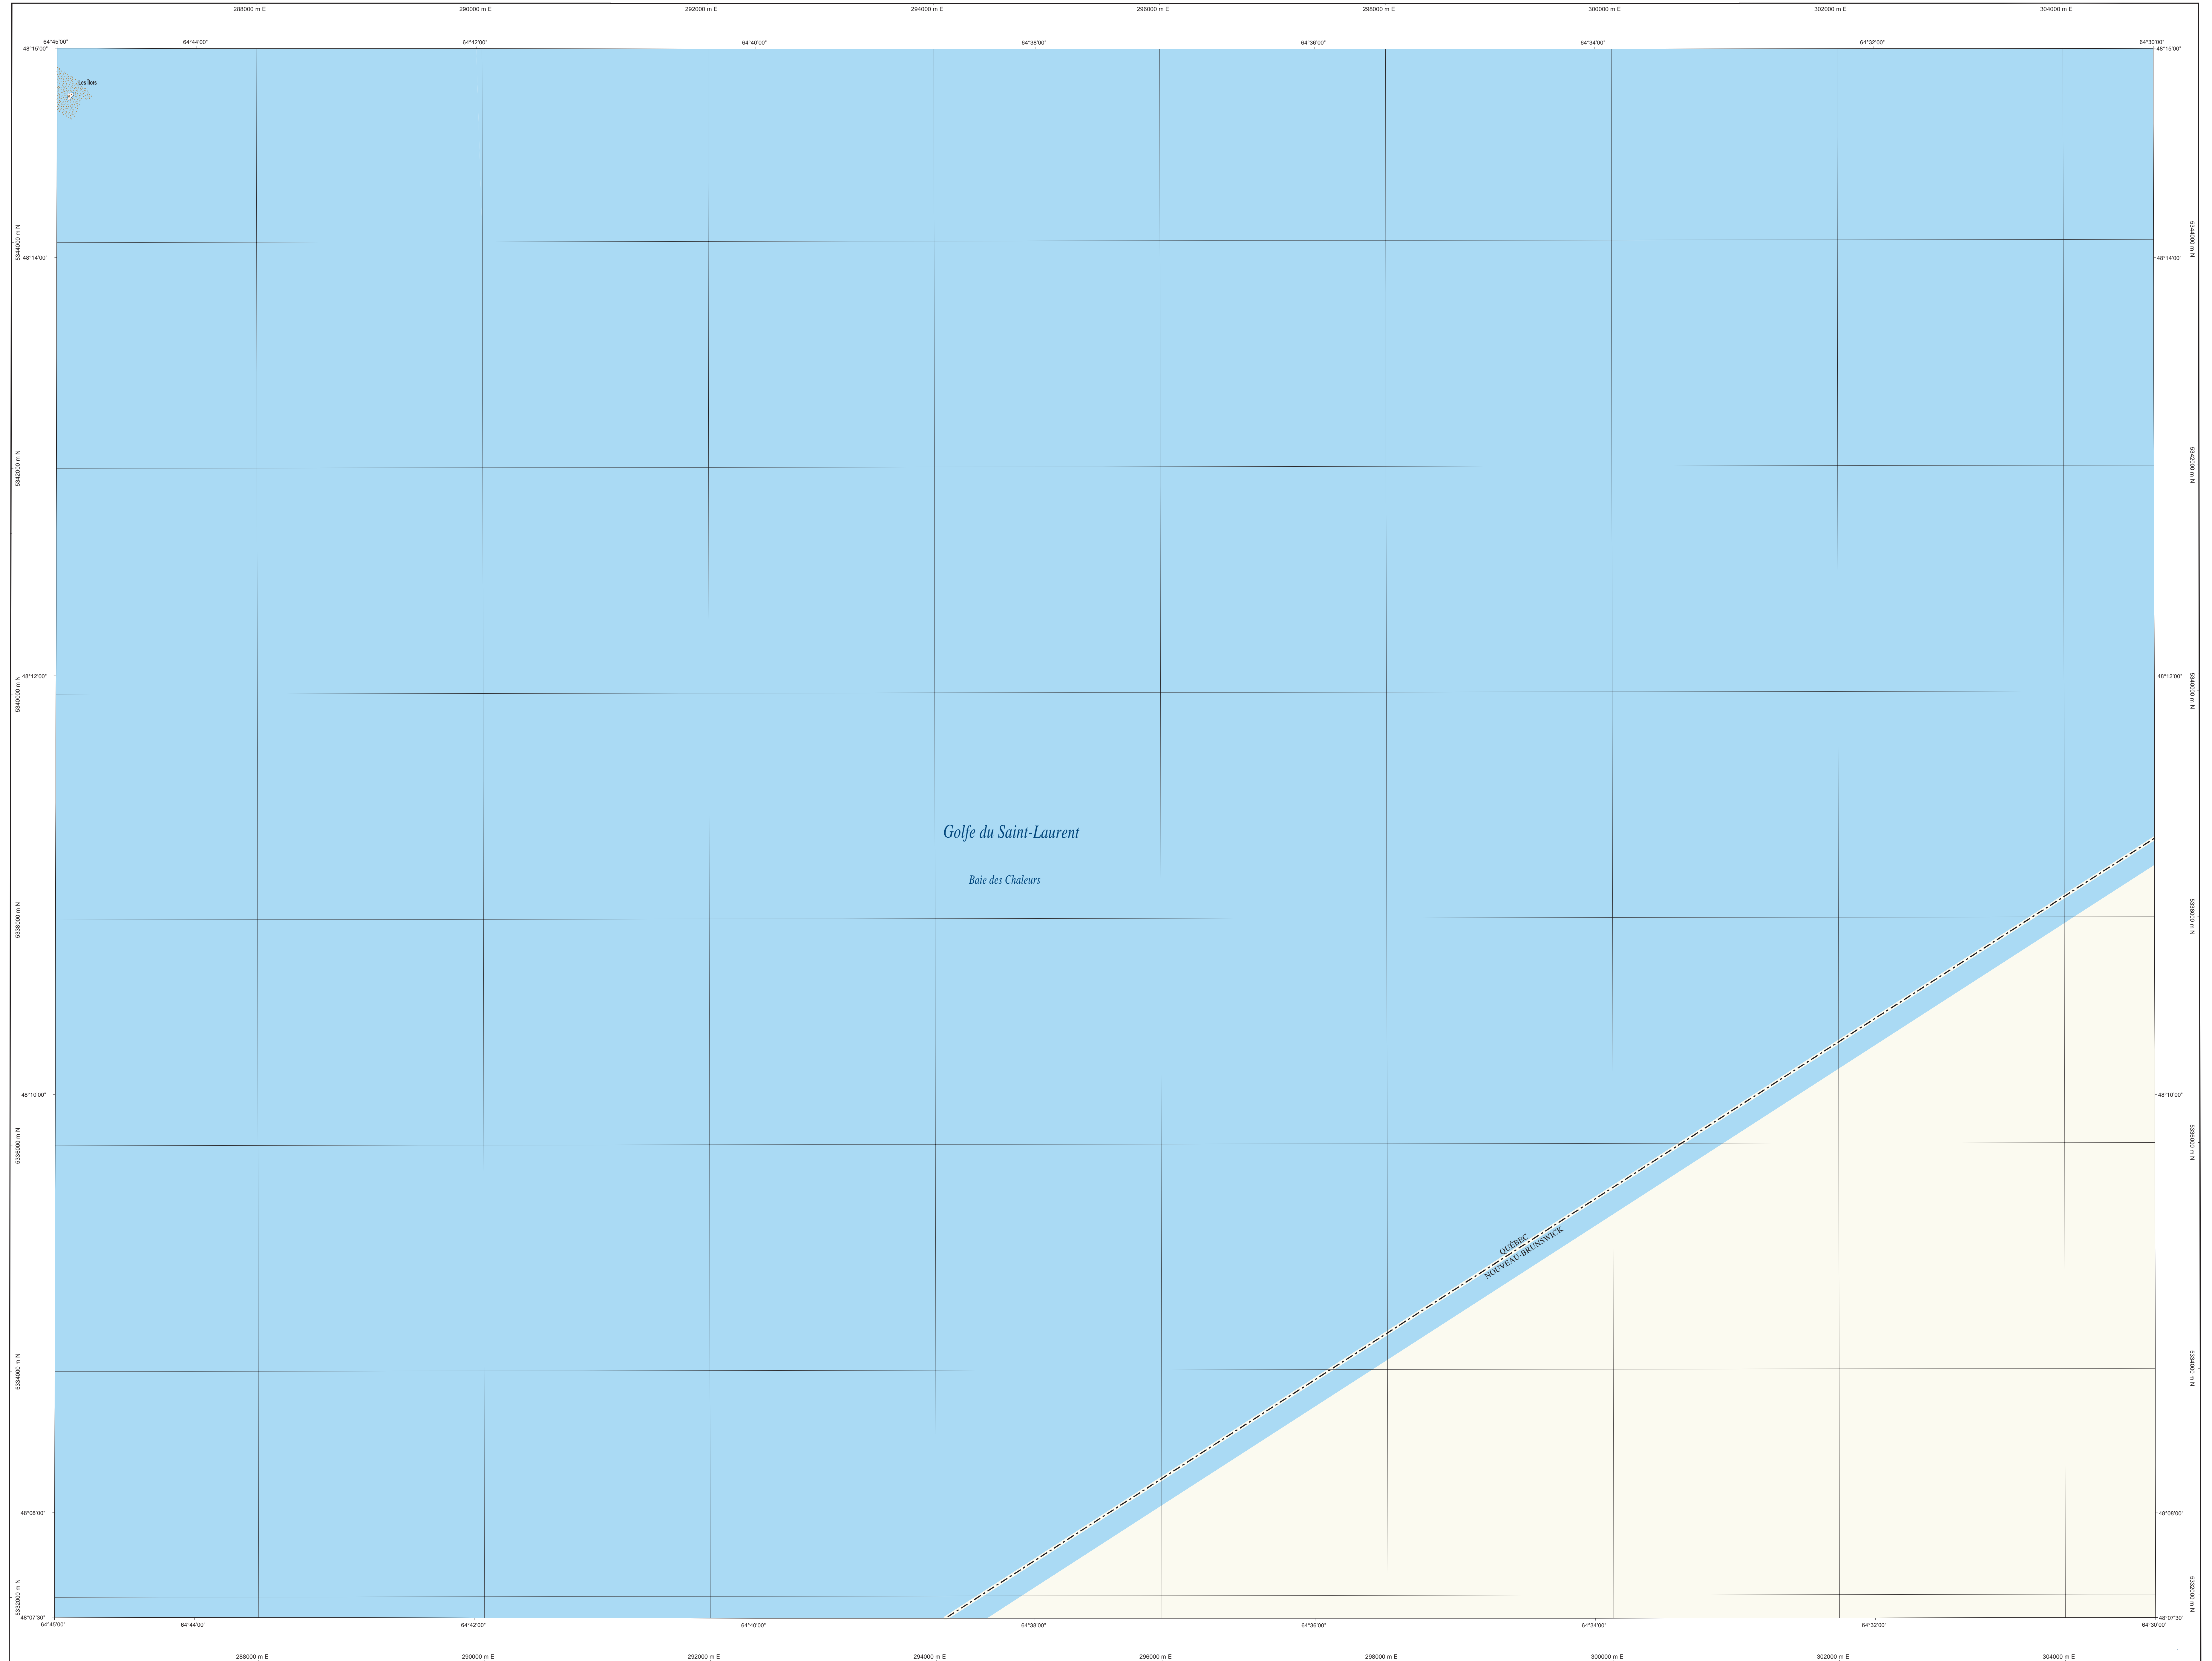 288000 m E 290000 m E 292000 m E 294000 m E 296000 m E 298000 m E 300000 m E 302000 m E 304000 m E
64°45'00" 64°44'00" 64°42'00" 64°40'00" 64°38'00" 64°36'00" 64°34'00" 64°32'00" 64°30'00"
48°15'00" 48°15'00"
Les Îlots
5344000 m N 5344000 m N
48°14'00" 48°14'00"
5342000 m N 5342000 m N
48°12'00" 48°12'00"
5340000 m N 5340000 m N
Golfe du Saint-Laurent
Baie des Chaleurs
5338000 m N 5338000 m N
48°10'00" 48°10'00"
5336000 m N 5336000 m N
QUÉBEC
NOUVEAU-BRUNSWICK
5334000 m N 5334000 m N
48°08'00" 48°08'00"
5332000 m N 5332000 m N
48°07'30" 48°07'30"
64°45'00" 64°44'00" 64°42'00" 64°40'00" 64°38'00" 64°36'00" 64°34'00" 64°32'00" 64°30'00"
288000 m E 290000 m E 292000 m E 294000 m E 296000 m E 298000 m E 300000 m E 302000 m E 304000 m E